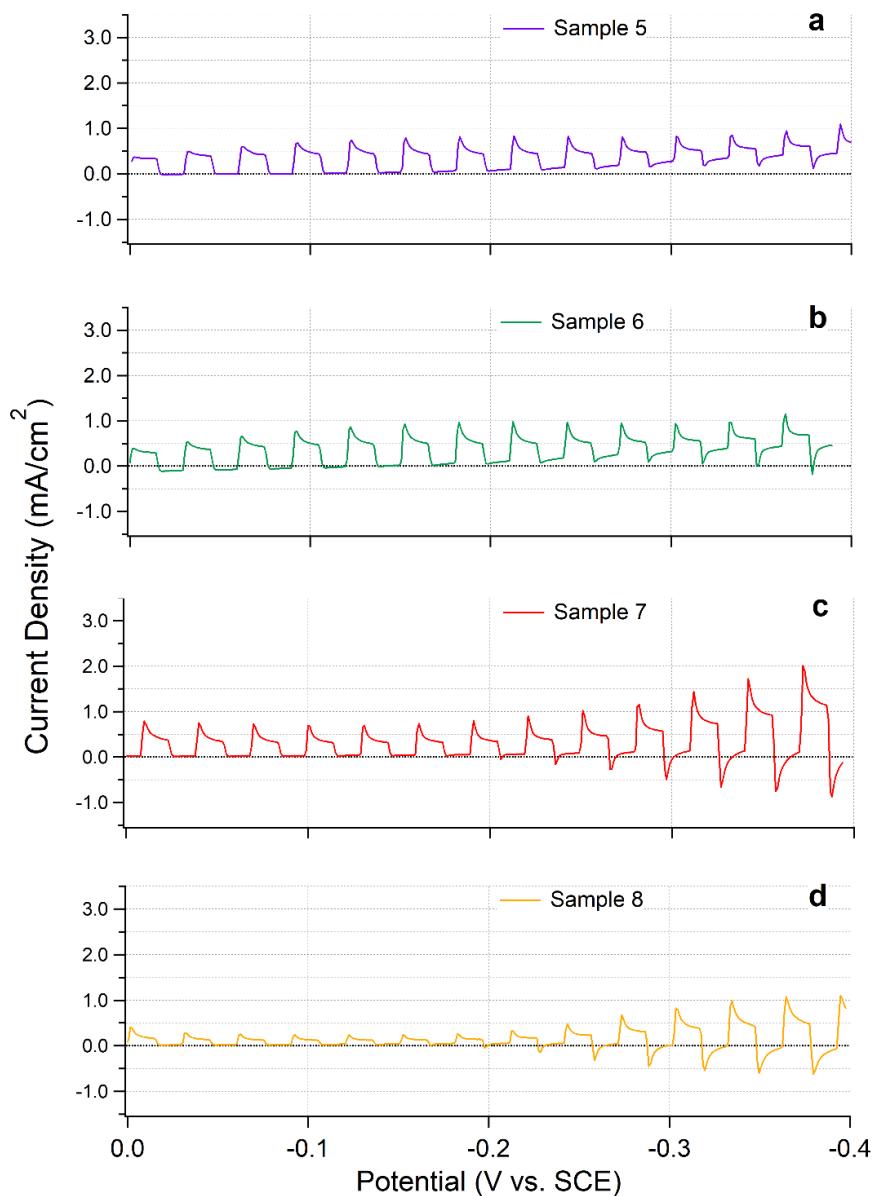 Sample 5
a
3.0
2.0
1.0
0.0
-1.0
Sample 6
b
3.0
2.0
1.0
0.0
-1.0
Current Density (mA/cm²)
Sample 7
c
3.0
2.0
1.0
0.0
-1.0
Sample 8
d
3.0
2.0
1.0
0.0
-1.0
0.0 -0.1 -0.2 -0.3 -0.4
Potential (V vs. SCE)